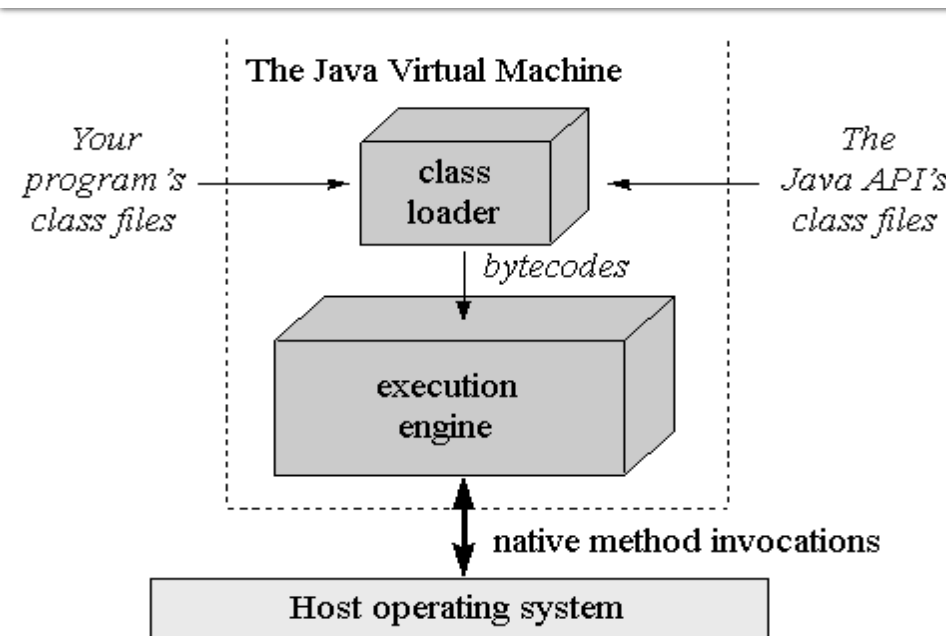 The Java Virtual Machine
Your
program's
class files
class
loader
The
Java API's
class files
bytecodes
execution
engine
native method invocations
Host operating system